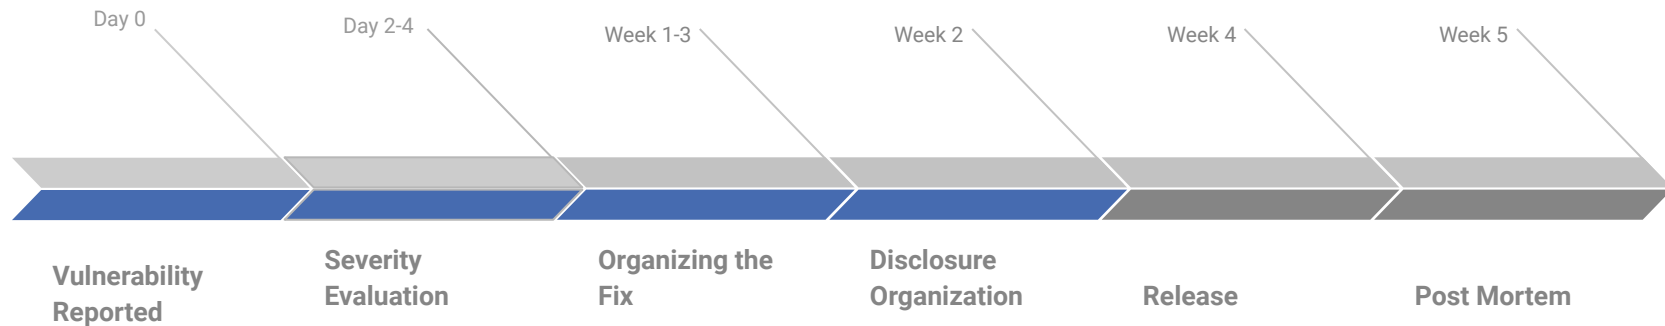 Day 0
Day 2-4
Week 1-3
Week 2
Week 4
Week 5
Vulnerability
Reported
Severity
Evaluation
Organizing the
Fix
Disclosure
Organization
Release
Post Mortem